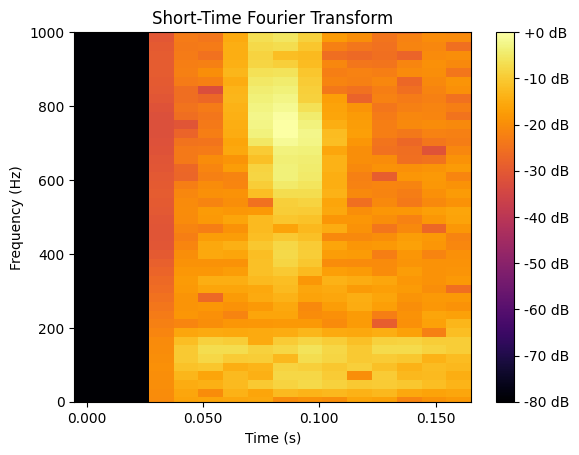 Short-Time Fourier Transform
Frequency (Hz)
1000
800
600
400
200
0
0.000
0.050
0.100
0.150
Time (s)
+0 dB
-10 dB
-20 dB
-30 dB
-40 dB
-50 dB
-60 dB
-70 dB
-80 dB